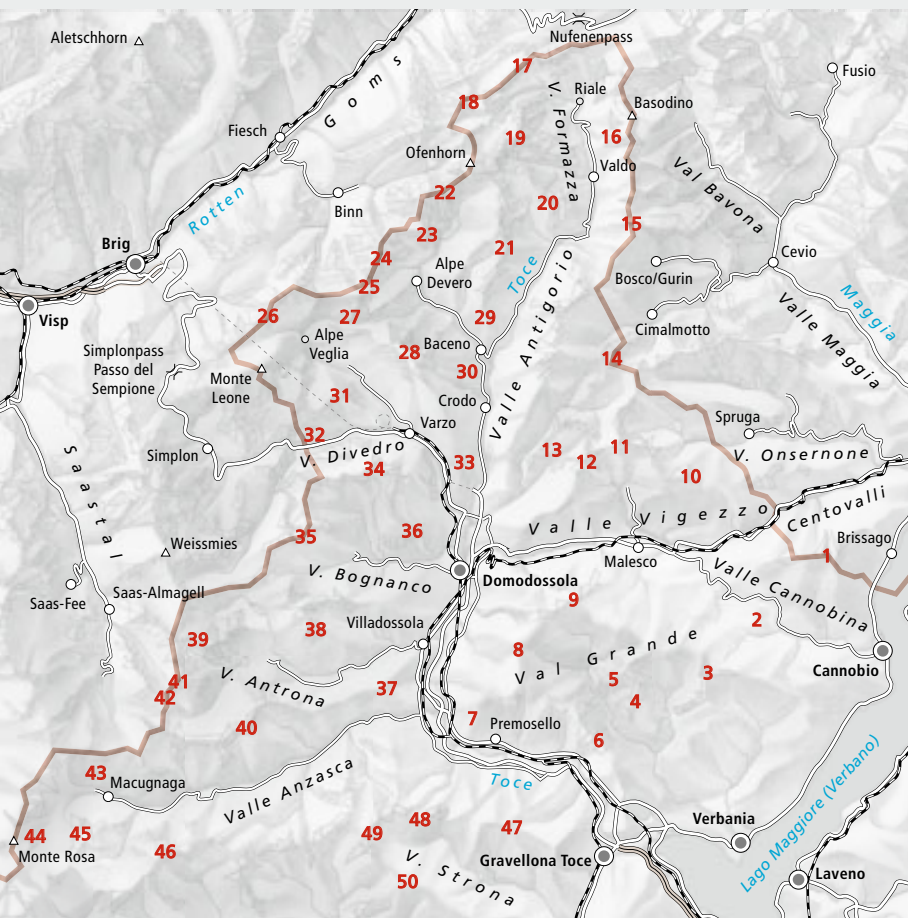 Aletschhorn
Nufenenpass
Fusio
17
Goms
Riale
18
Basodino
V. Formazza
Fiesch
19
16
Ofenhorn
Valdo
Val Bavona
22
Binn
20
Rotten
15
23
21
Brig
24
Alpe
Devero
Toce
Cevio
Bosco/Gurin
25
Maggia
Visp
26
27
29
Cimalmotto
Valle Maggia
Simplonpass
Passo del
Sempione
Alpe
Veglia
28
Baceno
Valle Antigorio
14
Monte
Leone
30
31
Crodo
Spruga
Varzo
32
Simplon
V. Divedro
13
11
V. Onsernone
33
12
34
10
Saastal
Valle Vigezzo
Centovalli
35
36
Brissago
Weissmies
Malesco
1
V. Bognanco
Domodossola
Valle Cannobina
Saas-Fee
Saas-Almagell
9
2
Villadossola
38
39
8
Val Grande
Cannobio
3
V. Antrona
41
5
37
42
4
7
Premosello
40
6
43
Macugnaga
Valle Anzasca
Toce
Lago Maggiore (Verbano)
Verbania
48
47
44
45
49
Monte Rosa
46
Gravellona Toce
V. Strona
50
Laveno